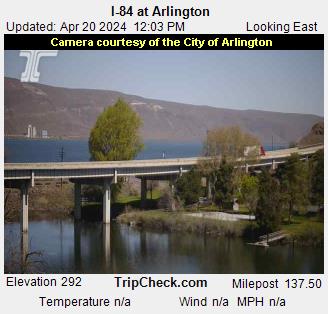 I-84 at Arlington
Updated: Apr 20 2024 12:03 PM Looking East
Camera courtesy of the City of Arlington
Elevation 292 TripCheck.com Milepost 137.50
Temperature n/a Wind n/a MPH n/a